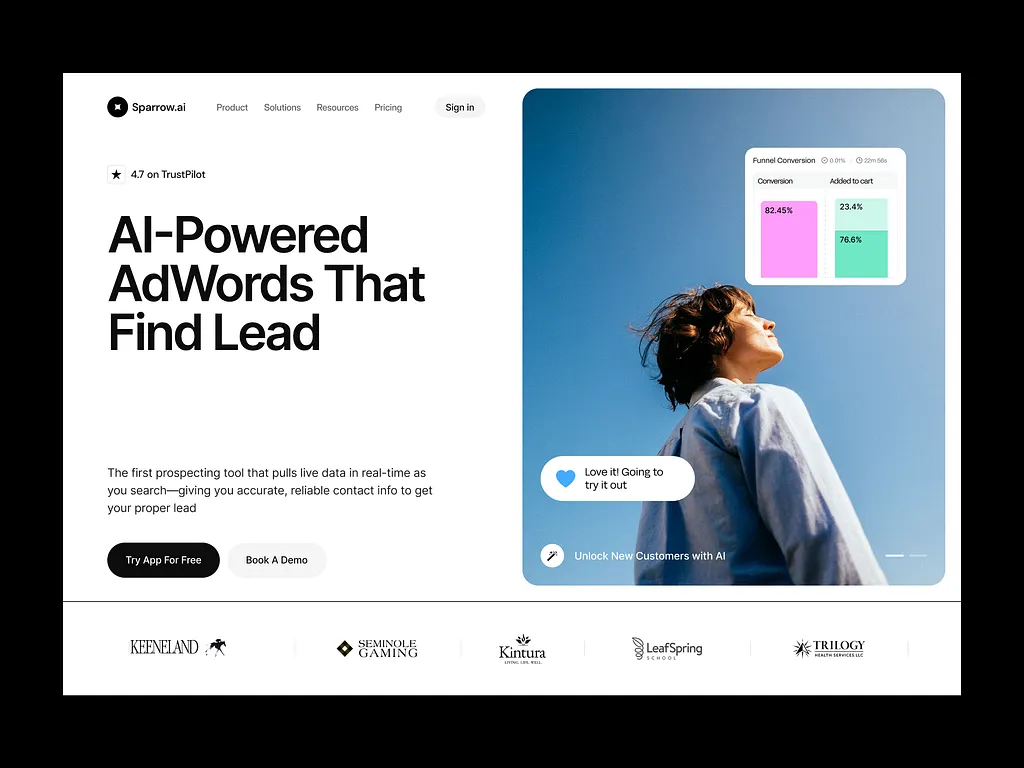 Sparrow.ai
Product
Solutions
Resources
Pricing
Sign in
4.7 on TrustPilot
AI-Powered
AdWords That
Find Lead
The first prospecting tool that pulls live data in real-time as
you search—giving you accurate, reliable contact info to get
your proper lead
Try App For Free
Book A Demo
Funnel Conversion
0.01%
22m 56s
Conversion
Added to cart
82.45%
23.4%
76.6%
Love it! Going to
try it out
Unlock New Customers with AI
KEENELAND
SEMINOLE
GAMING
Kintura
LIVING. LIFE. WELL.
LeafSpring
SCHOOL
TRILOGY
HEALTH SERVICES, LLC